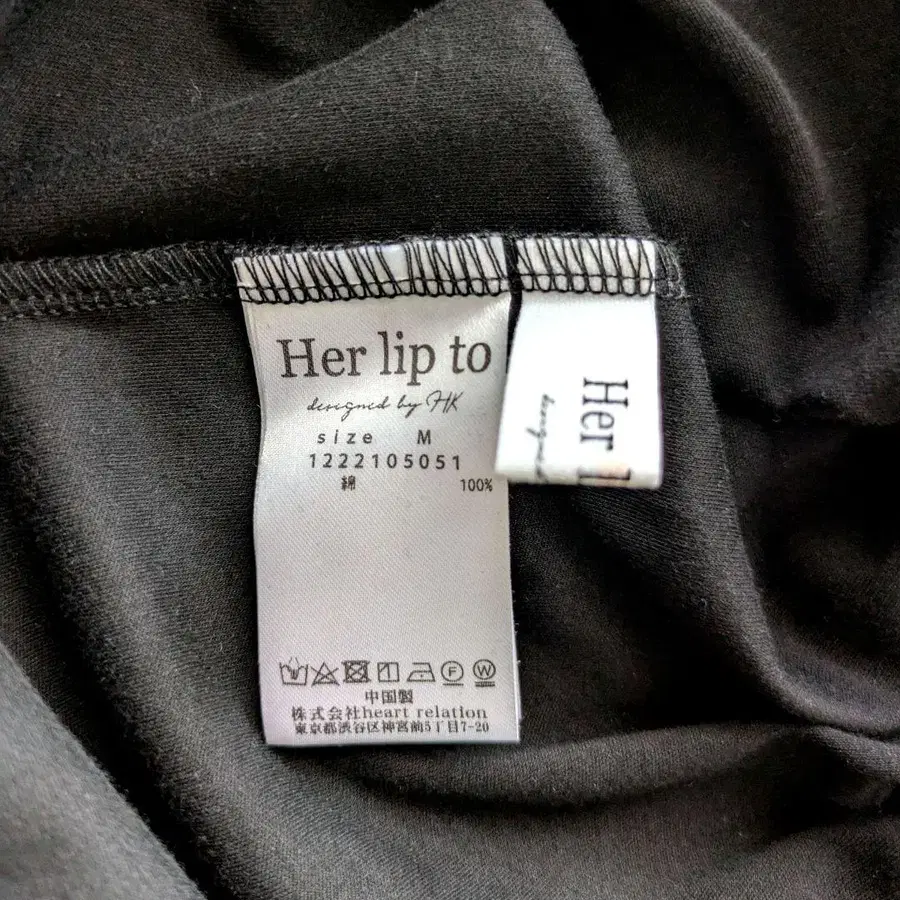 Her lip to
designed by HK
size M
1222105051
綿 100%
F W
中国製
株式会社heart relation
東京都渋谷区神宮前5丁目7-20
Her
design